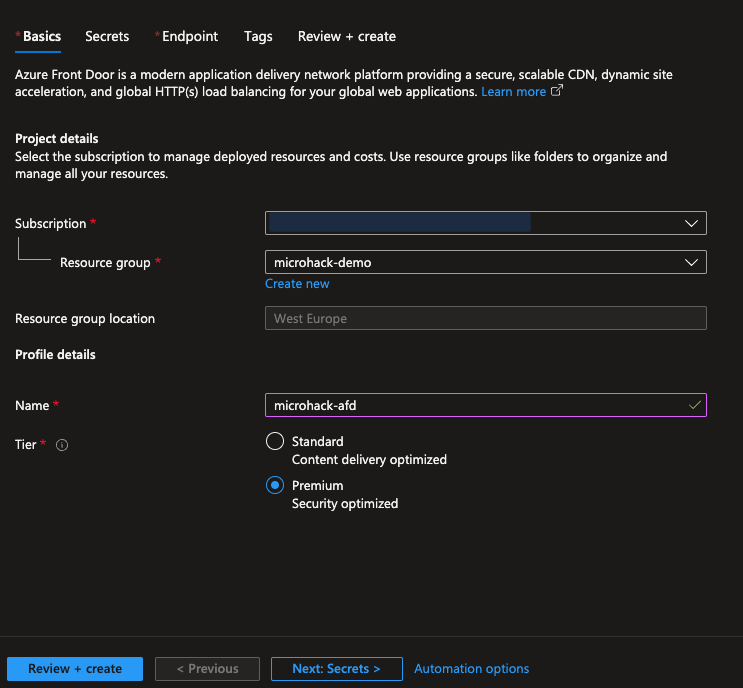 * Basics Secrets * Endpoint Tags Review + create
Azure Front Door is a modern application delivery network platform providing a secure, scalable CDN, dynamic site
acceleration, and global HTTP(s) load balancing for your global web applications. Learn more
Project details
Select the subscription to manage deployed resources and costs. Use resource groups like folders to organize and
manage all your resources.
Subscription *
Resource group * microhack-demo
Create new
Resource group location West Europe
Profile details
Name * microhack-afd
Tier * Standard
Content delivery optimized
Premium
Security optimized
Review + create < Previous Next: Secrets > Automation options